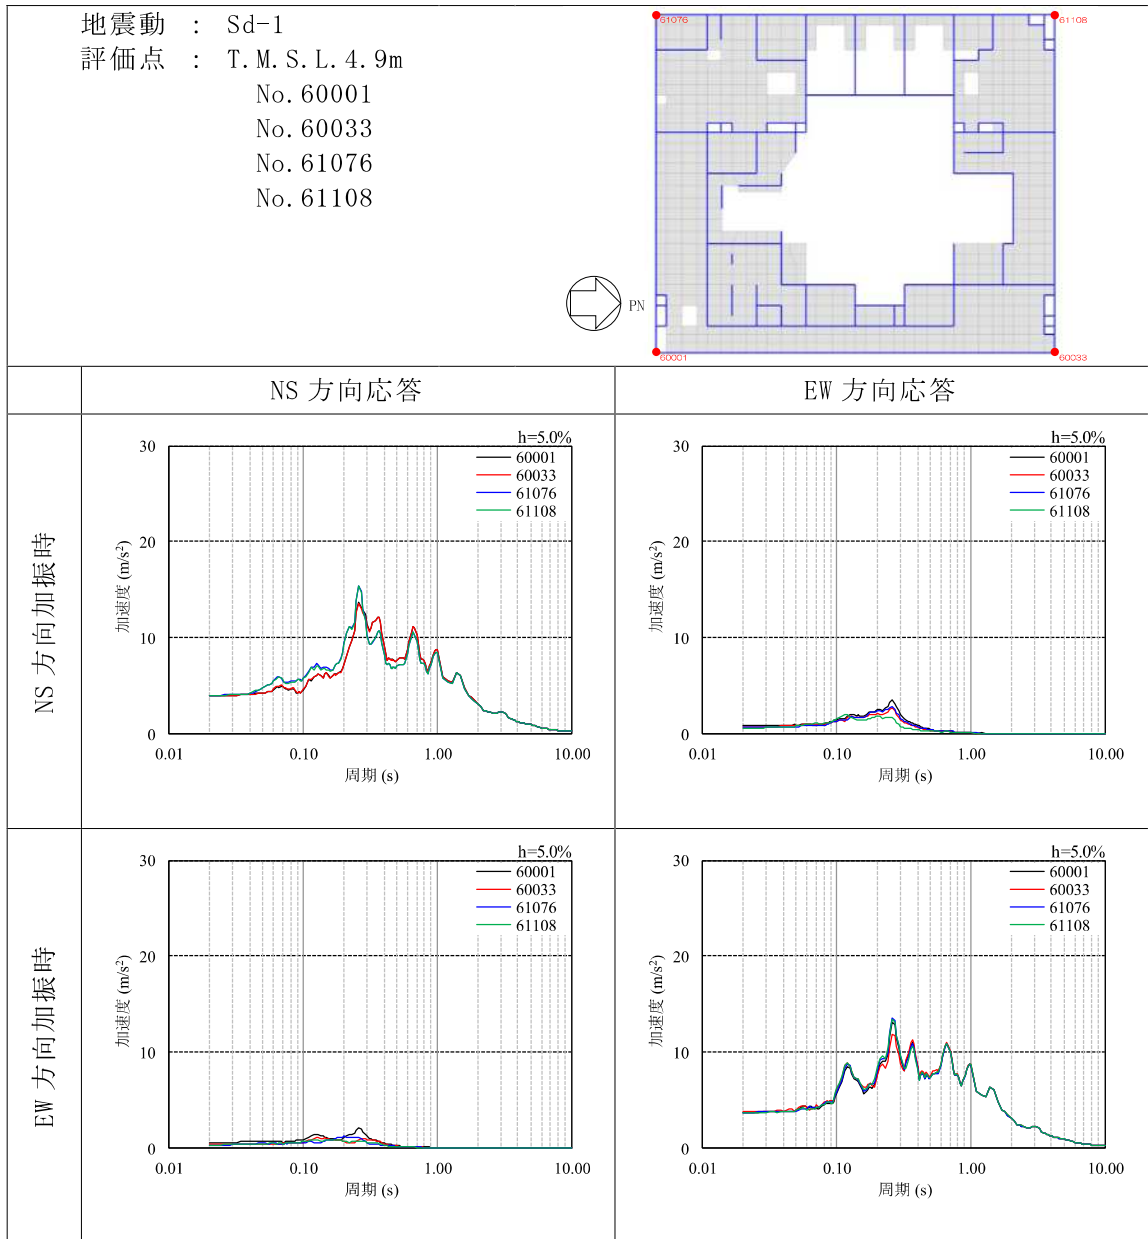 地震動 : Sd-1
評価点 : T.M.S.L.4.9m
No.60001
No.60033
No.61076
No.61108
61076
61108
PN
60001
60033
NS 方向応答
EW 方向応答
NS 方向加振時
h=5.0%
60001
60033
61076
61108
30
20
10
0
加速度 (m/s²)
0.01
0.10
1.00
10.00
周期 (s)
h=5.0%
60001
60033
61076
61108
30
20
10
0
加速度 (m/s²)
0.01
0.10
1.00
10.00
周期 (s)
EW 方向加振時
h=5.0%
60001
60033
61076
61108
30
20
10
0
加速度 (m/s²)
0.01
0.10
1.00
10.00
周期 (s)
h=5.0%
60001
60033
61076
61108
30
20
10
0
加速度 (m/s²)
0.01
0.10
1.00
10.00
周期 (s)